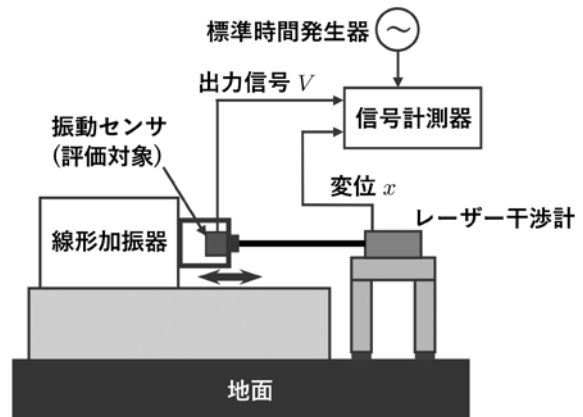 標準時間発生器
出力信号 V
信号計測器
振動センサ
(評価対象)
変位 x
レーザー干渉計
線形加振器
地面